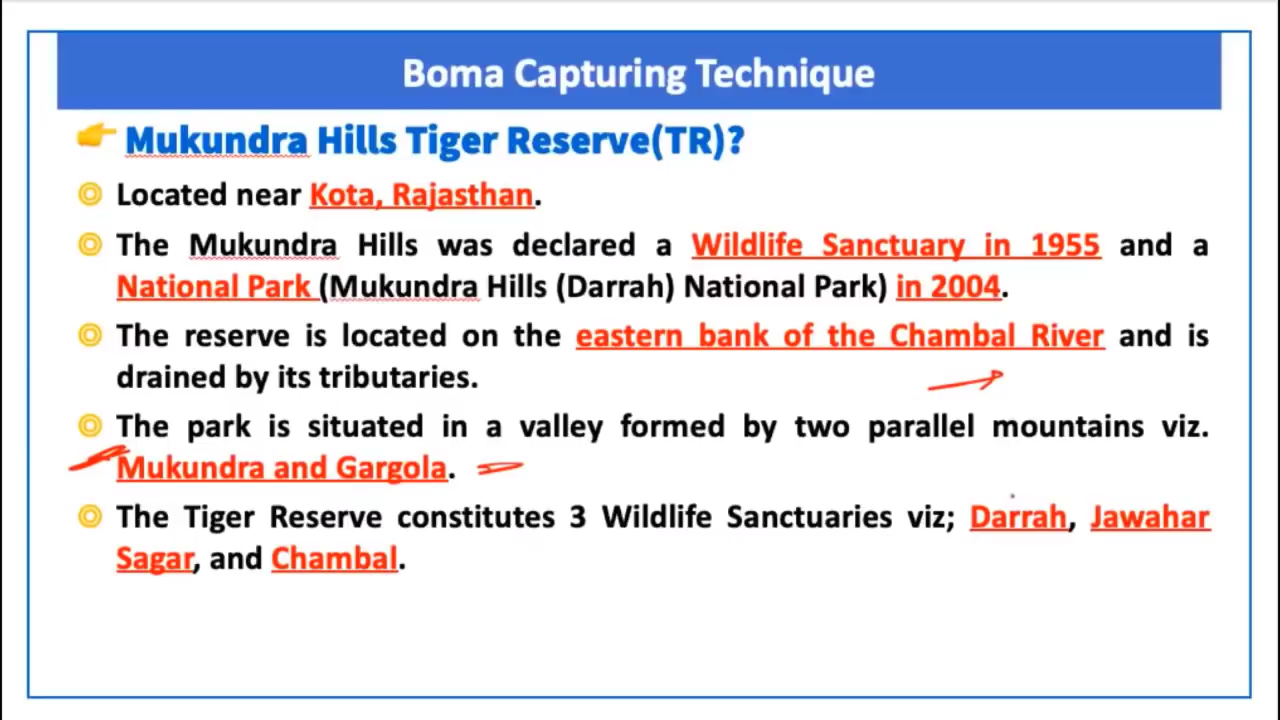 Boma Capturing Technique
Mukundra Hills Tiger Reserve(TR)?
Located near Kota, Rajasthan.
The Mukundra Hills was declared a Wildlife Sanctuary in 1955 and a
National Park (Mukundra Hills (Darrah) National Park) in 2004.
The reserve is located on the eastern bank of the Chambal River and is
drained by its tributaries.
The park is situated in a valley formed by two parallel mountains viz.
Mukundra and Gargola.
The Tiger Reserve constitutes 3 Wildlife Sanctuaries viz; Darrah, Jawahar
Sagar, and Chambal.